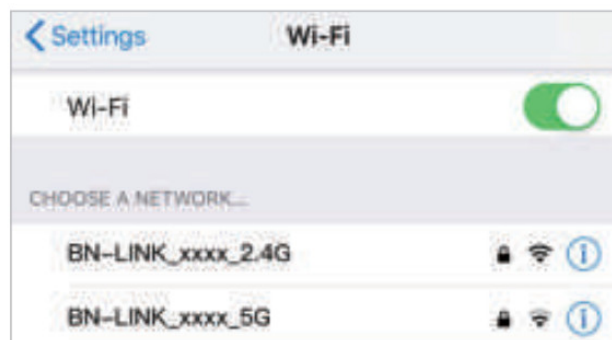 Settings Wi-Fi
Wi-Fi
CHOOSE A NETWORK...
BN-LINK_xxxx_2.4G
BN-LINK_xxxx_5G